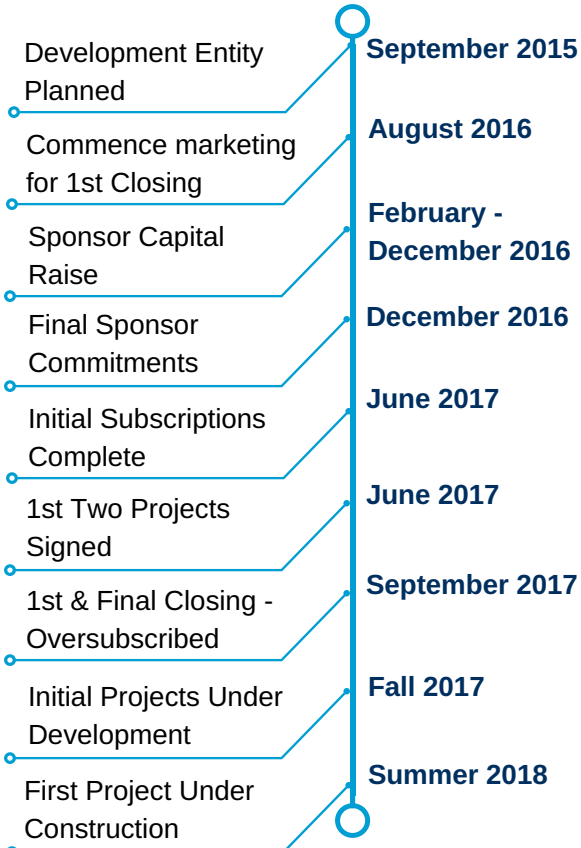 Development Entity
Planned
September 2015
Commence marketing
for 1st Closing
August 2016
Sponsor Capital
Raise
February -
December 2016
Final Sponsor
Commitments
December 2016
Initial Subscriptions
Complete
June 2017
1st Two Projects
Signed
June 2017
1st & Final Closing -
Oversubscribed
September 2017
Initial Projects Under
Development
Fall 2017
First Project Under
Construction
Summer 2018